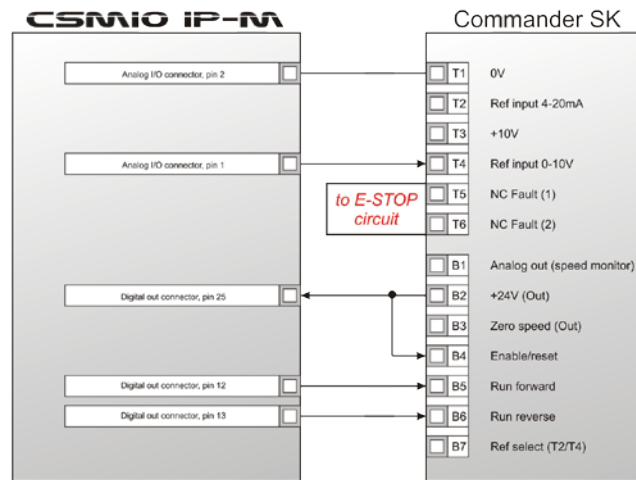 CSMIO IP-M
Commander SK
Analog I/O connector, pin 2
T1 0V
T2 Ref input 4-20mA
T3 +10V
Analog I/O connector, pin 1
T4 Ref input 0-10V
to E-STOP
circuit
T5 NC Fault (1)
T6 NC Fault (2)
B1 Analog out (speed monitor)
Digital out connector, pin 25
B2 +24V (Out)
B3 Zero speed (Out)
B4 Enable/reset
Digital out connector, pin 12
B5 Run forward
Digital out connector, pin 13
B6 Run reverse
B7 Ref select (T2/T4)